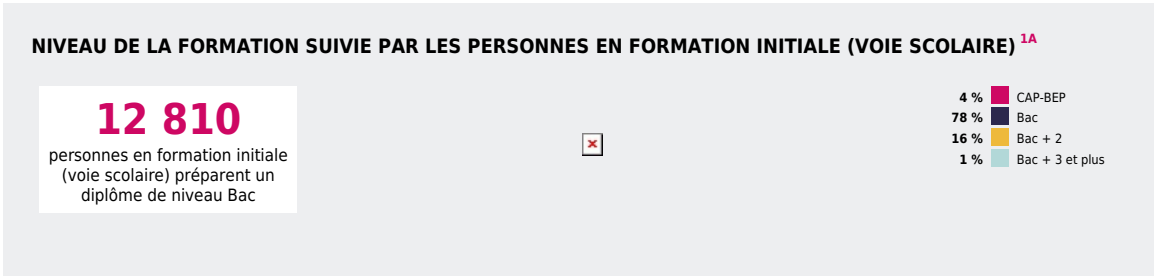 NIVEAU DE LA FORMATION SUIVIE PAR LES PERSONNES EN FORMATION INITIALE (VOIE SCOLAIRE) 1A
12 810
personnes en formation initiale
(voie scolaire) préparent un
diplôme de niveau Bac
4 % CAP-BEP
78 % Bac
16 % Bac + 2
1 % Bac + 3 et plus